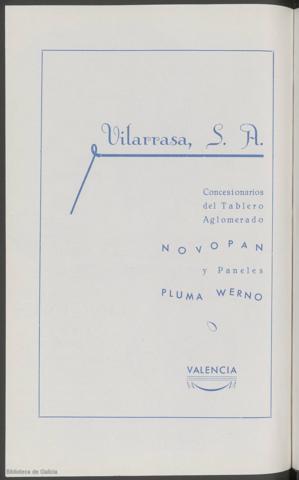 Vilarrasa, S. A.
Concesionarios
del Tablero
Aglomerado
NOVOPAN
y Paneles
PLUMA WERNO
VALENCIA
Biblioteca de Galicia